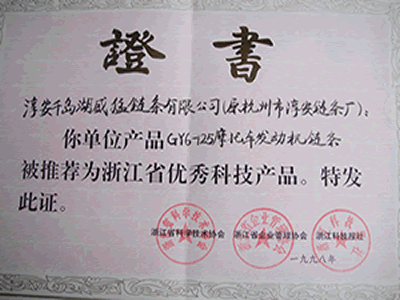 證書
淳安千岛湖威猛链条有限公司(原杭州市淳安链条厂):
你单位产品GY6-125摩托车发动机链条
被推荐为浙江省优秀科技产品。特发
此证。
浙江省科学技术协会 浙江省企业管理协会 浙江科技报社
一九九八年